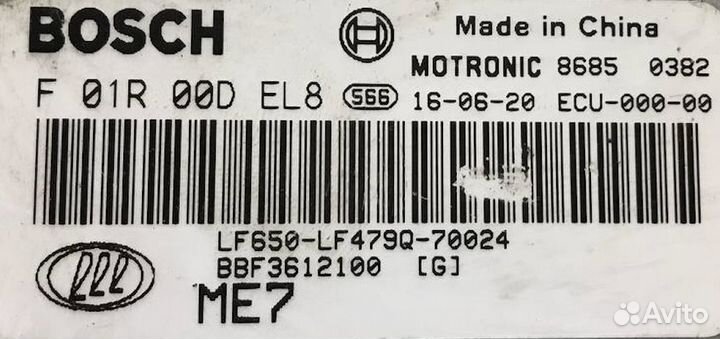 BOSCH
Made in China
MOTRONIC 8685 0382
F 01R 00D EL8 566 16-06-20 ECU-000-00
LF650-LF479Q-70024
BBF3612100 [G]
ME7
Avito